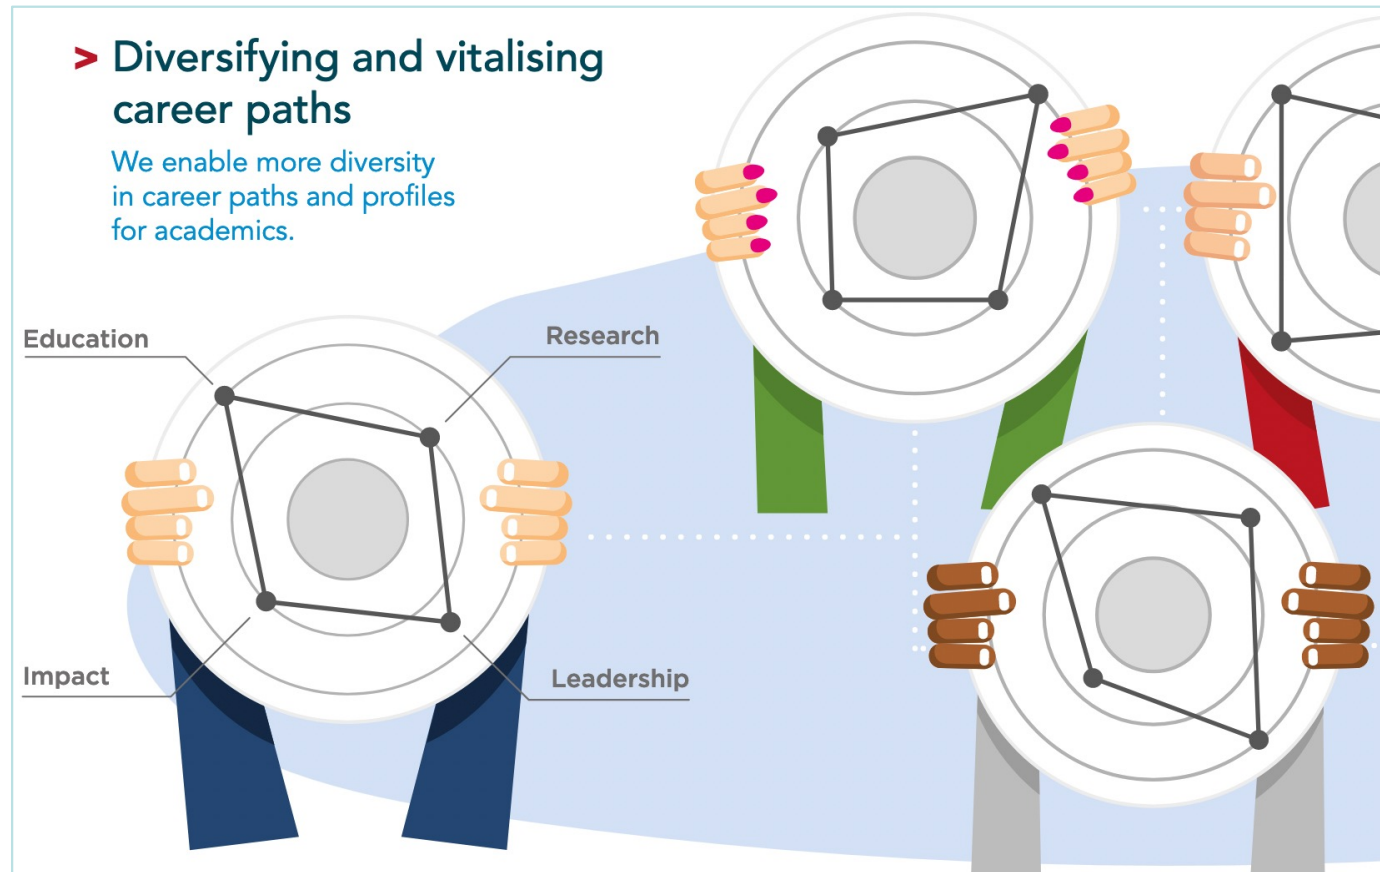 > Diversifying and vitalising
career paths
We enable more diversity
in career paths and profiles
for academics.
Education
Research
Impact
Leadership